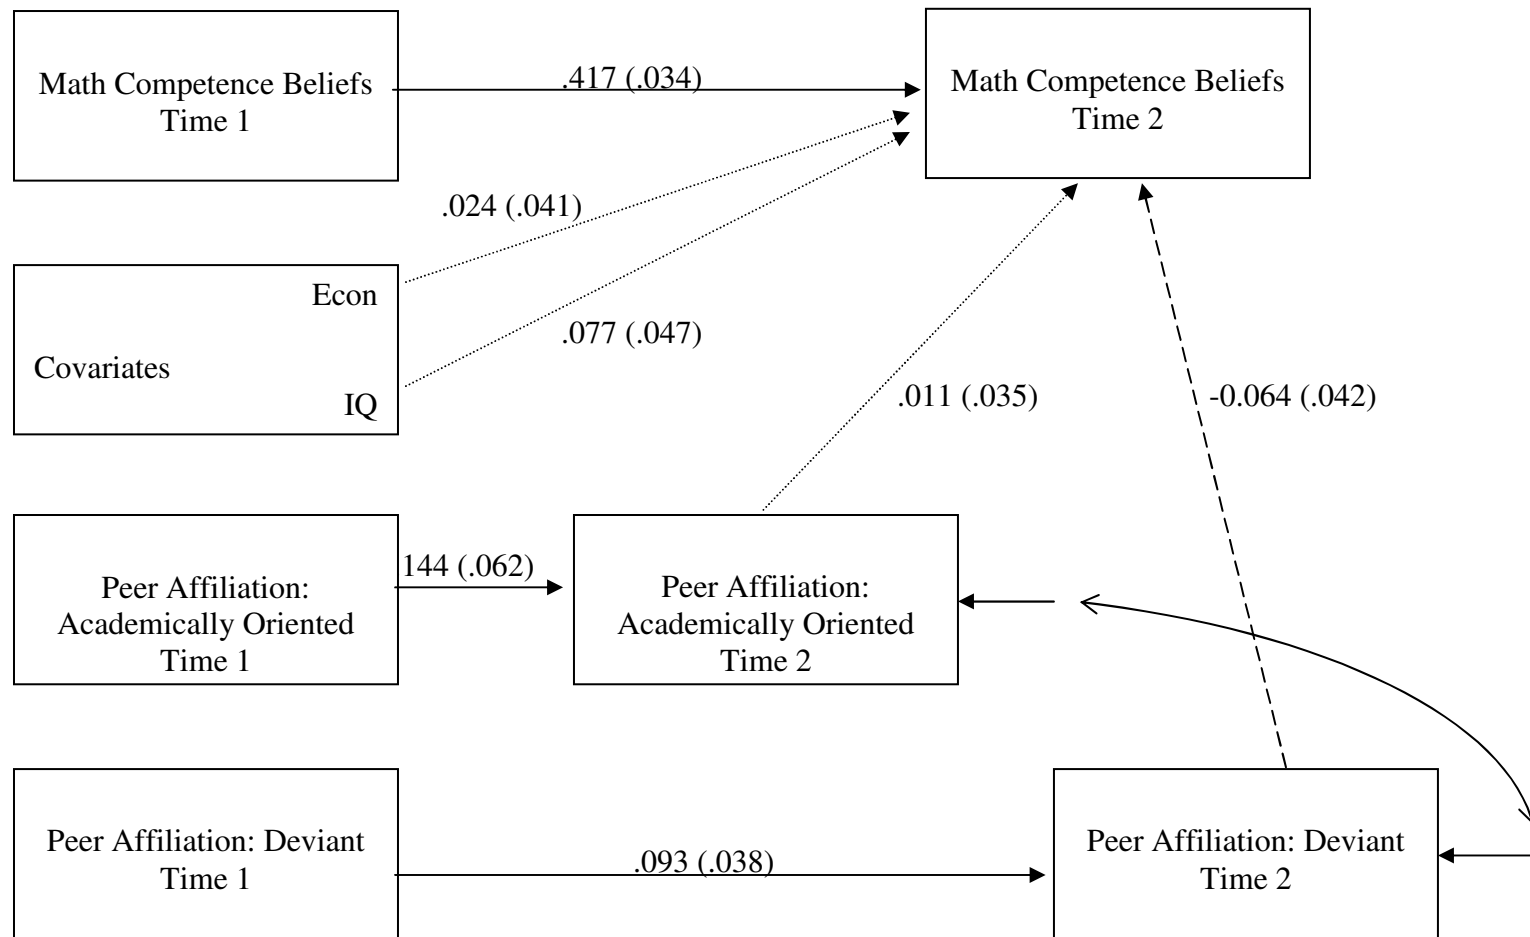 Math Competence Beliefs
Time 1
.417 (.034)
Math Competence Beliefs
Time 2
.024 (.041)
Econ
Covariates
IQ
.077 (.047)
.011 (.035)
-0.064 (.042)
Peer Affiliation:
Academically Oriented
Time 1
144 (.062)
Peer Affiliation:
Academically Oriented
Time 2
Peer Affiliation: Deviant
Time 1
.093 (.038)
Peer Affiliation: Deviant
Time 2